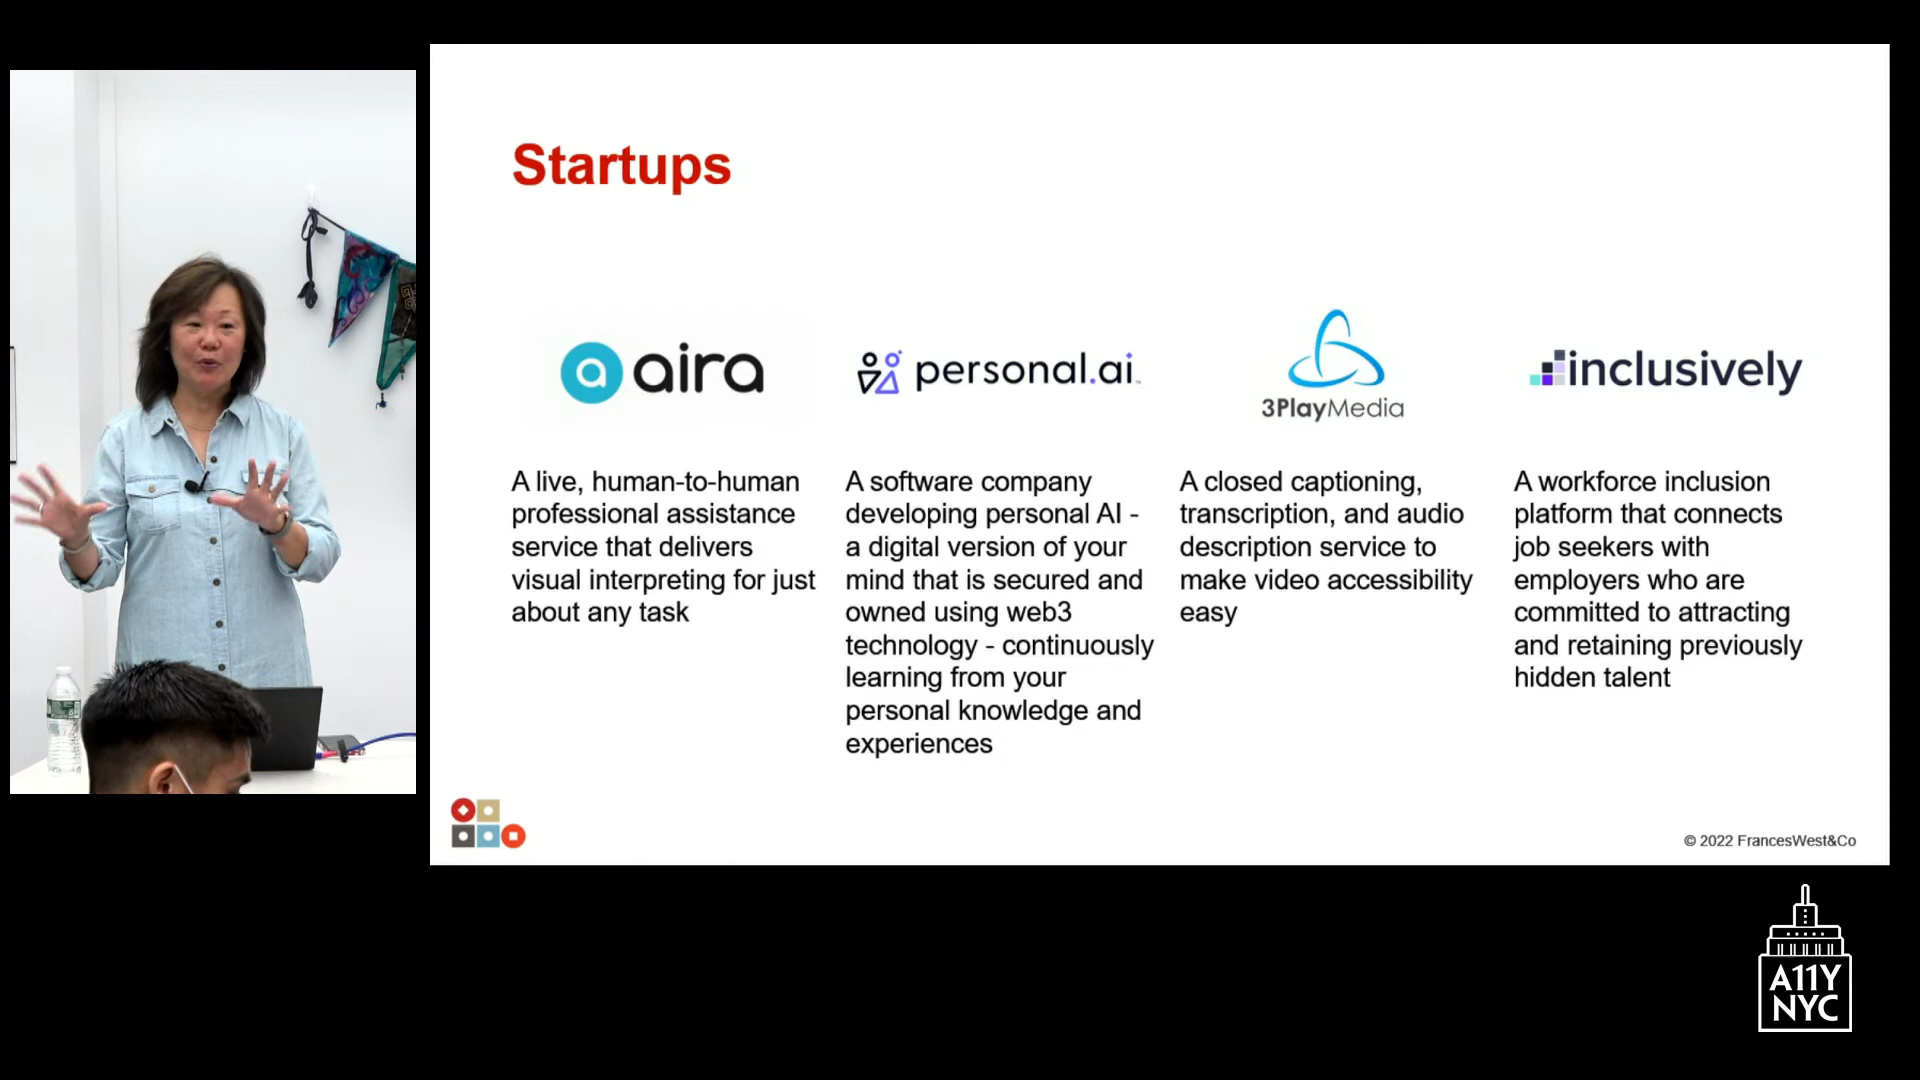 Startups
a aira
personal.ai
3PlayMedia
inclusively
A live, human-to-human
professional assistance
service that delivers
visual interpreting for just
about any task
A software company
developing personal AI -
a digital version of your
mind that is secured and
owned using web3
technology - continuously
learning from your
personal knowledge and
experiences
A closed captioning,
transcription, and audio
description service to
make video accessibility
easy
A workforce inclusion
platform that connects
job seekers with
employers who are
committed to attracting
and retaining previously
hidden talent
© 2022 FrancesWest&Co
A11Y
NYC